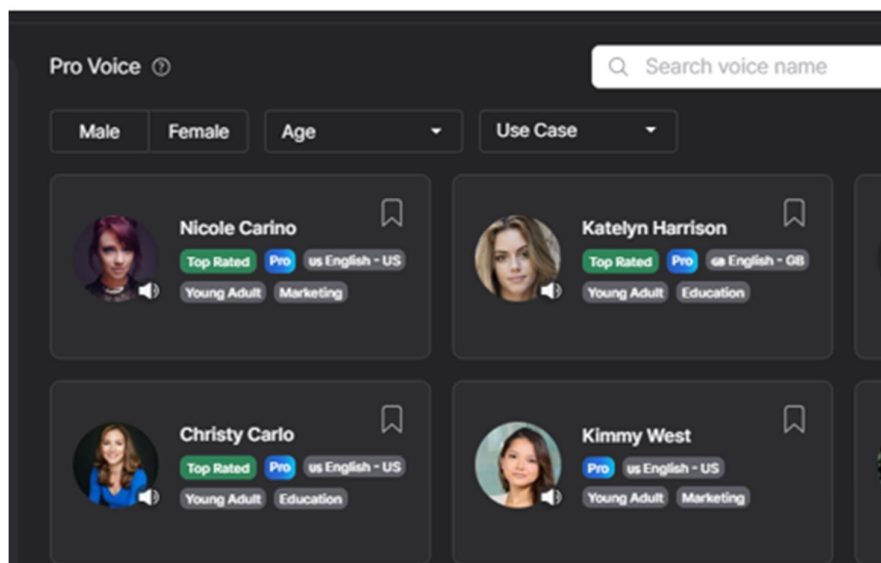 Pro Voice ?
Search voice name
Male Female Age Use Case
Nicole Carino
Top Rated Pro us English - US
Young Adult Marketing
Katelyn Harrison
Top Rated Pro GB English - GB
Young Adult Education
Christy Carlo
Top Rated Pro us English - US
Young Adult Education
Kimmy West
Pro us English - US
Young Adult Marketing